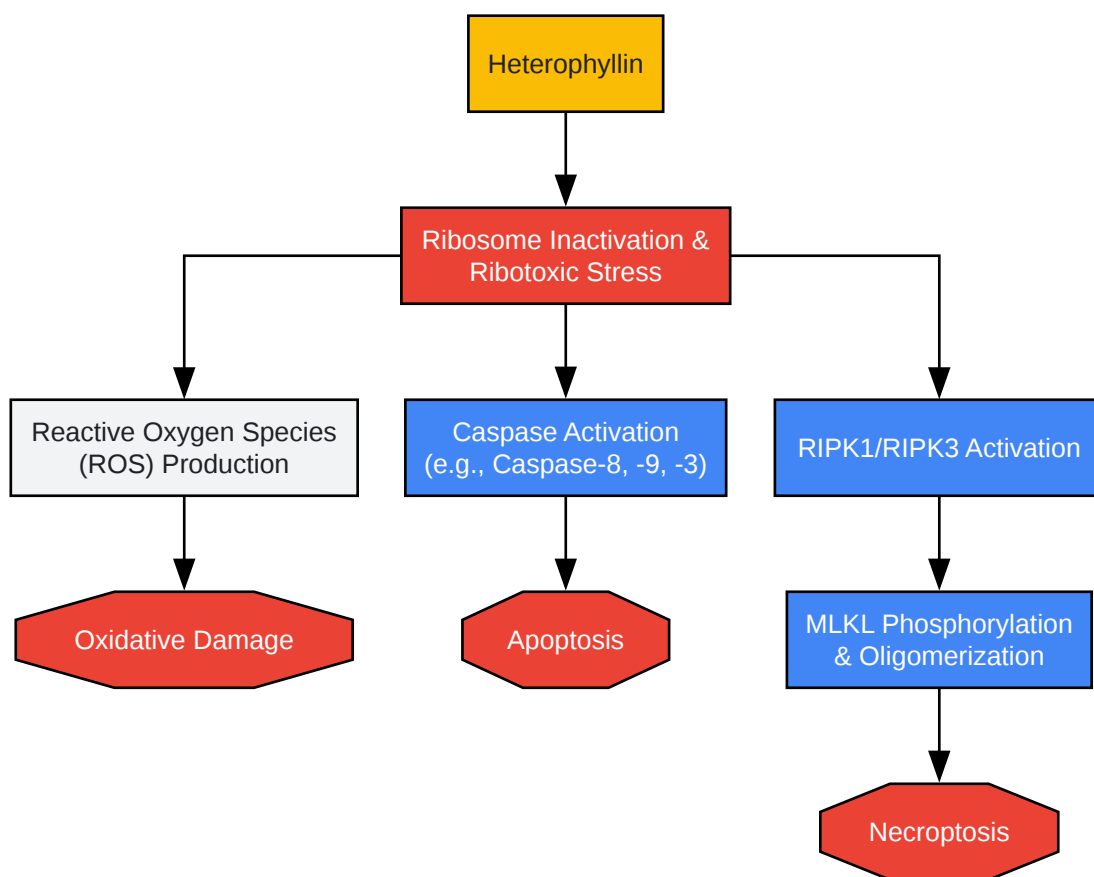 Heterophyllin
Ribosome Inactivation &
Ribotoxic Stress
Reactive Oxygen Species
(ROS) Production
Caspase Activation
(e.g., Caspase-8, -9, -3)
RIPK1/RIPK3 Activation
Oxidative Damage
Apoptosis
MLKL Phosphorylation
& Oligomerization
Necroptosis